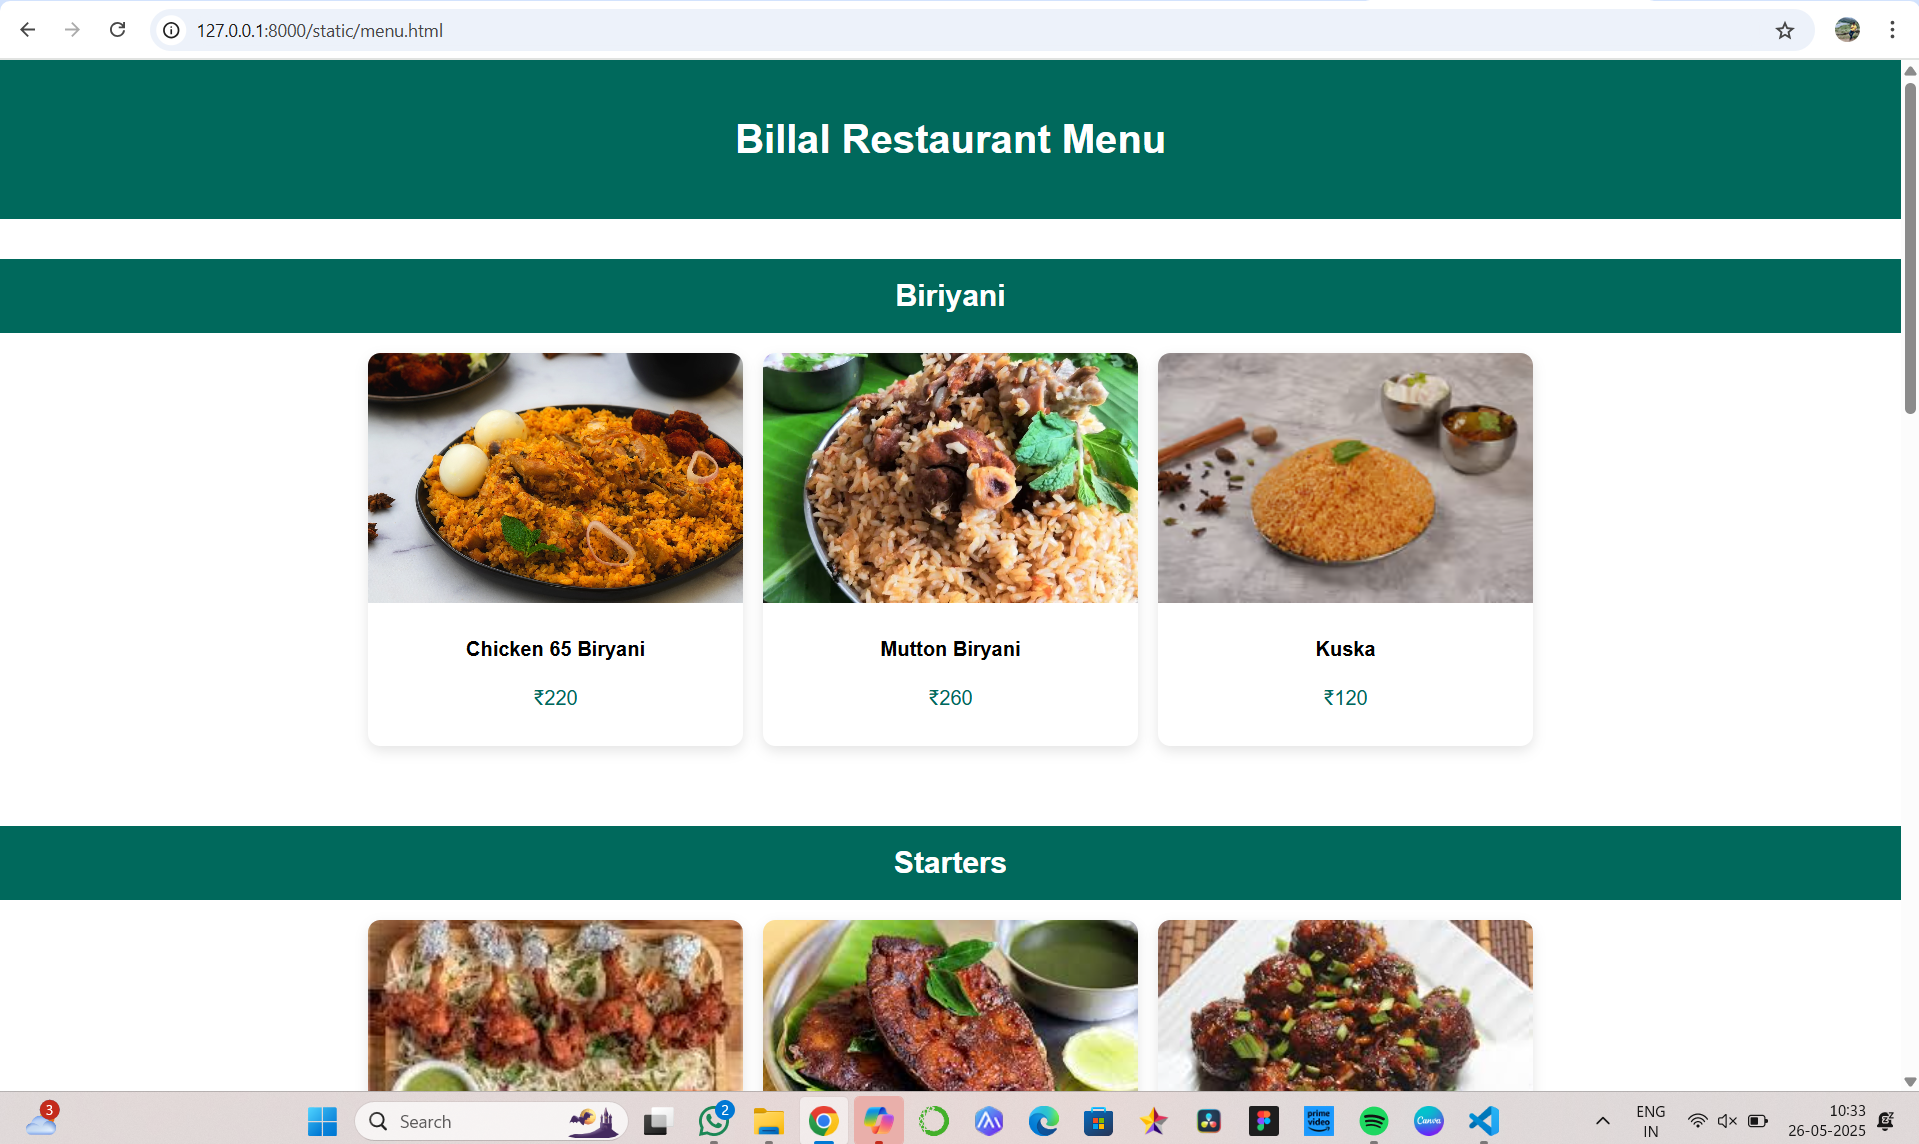 127.0.0.1:8000/static/menu.html
Billal Restaurant Menu
Biriyani
Chicken 65 Biryani
Mutton Biryani
Kuska
₹220
₹260
₹120
Starters
3
Search
2
prime video
Canva
ENG
IN
10:33
26-05-2025